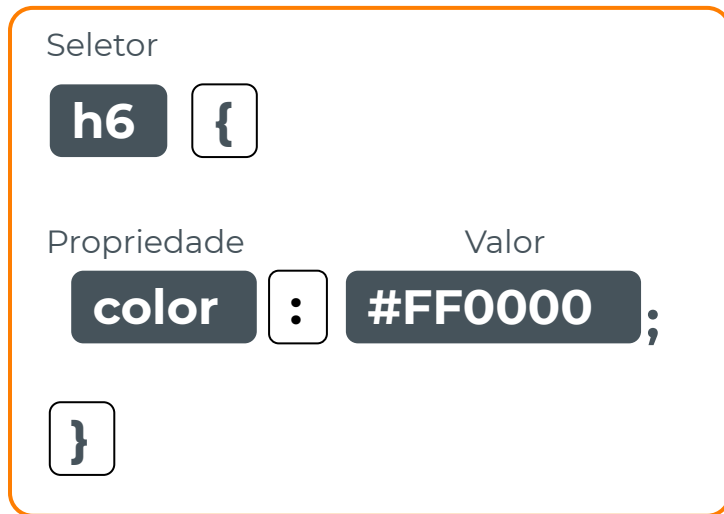 Seletor
h6 {
Propriedade Valor
color : #FF0000 ;
}